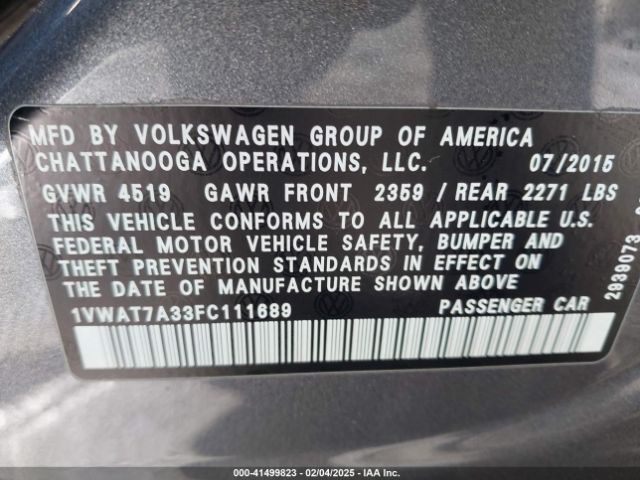 MFD BY VOLKSWAGEN GROUP OF AMERICA
CHATTANOOGA OPERATIONS, LLC. 07/2015
GVWR 4519 GAWR FRONT 2359 / REAR 2271 LBS
THIS VEHICLE CONFORMS TO ALL APPLICABLE U.S.
FEDERAL MOTOR VEHICLE SAFETY, BUMPER AND
THEFT PREVENTION STANDARDS IN EFFECT ON
THE DATE OF MANUFACTURE SHOWN ABOVE.
1VWAT7A33FC111689 PASSENGER CAR
2939073
000-41499823 - 02/04/2025 - IAA Inc.